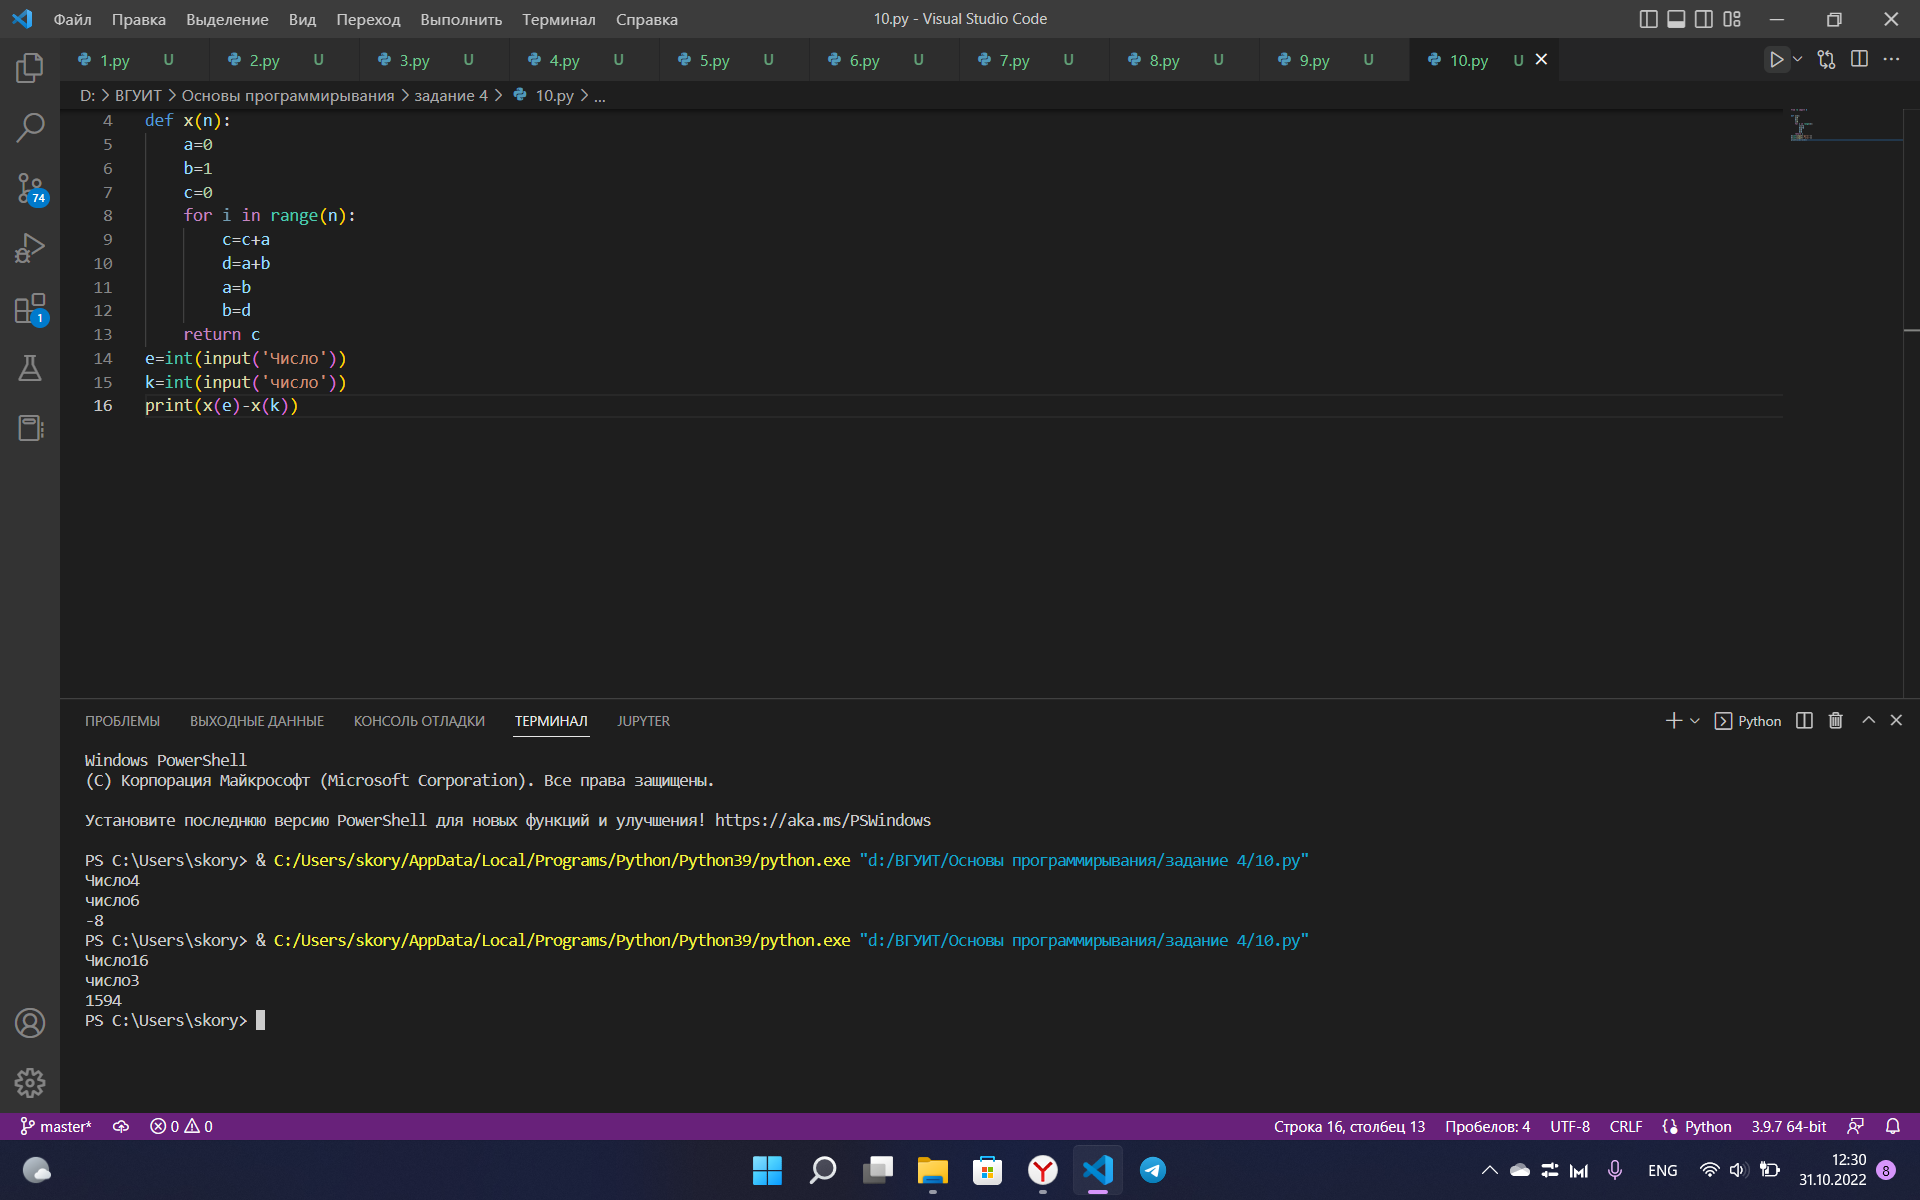 Файл Правка Выделение Вид Переход Выполнить Терминал Справка 10.py - Visual Studio Code
1.py U 2.py U 3.py U 4.py U 5.py U 6.py U 7.py U 8.py U 9.py U 10.py U
D: > ВГУИТ > Основы программирывания > задание 4 > 10.py > ...
4 def x(n):
5 a=0
6 b=1
7 c=0
8 for i in range(n):
9 c=c+a
10 d=a+b
11 a=b
12 b=d
13 return c
14 e=int(input('Число'))
15 k=int(input('число'))
16 print(x(e)-x(k))
74
1
ПРОБЛЕМЫ ВЫХОДНЫЕ ДАННЫЕ КОНСОЛЬ ОТЛАДКИ ТЕРМИНАЛ JUPYTER Python
Windows PowerShell
(C) Корпорация Майкрософт (Microsoft Corporation). Все права защищены.
Установите последнюю версию PowerShell для новых функций и улучшения! https://aka.ms/PSWindows
PS C:\Users\skory> & C:/Users/skory/AppData/Local/Programs/Python/Python39/python.exe "d:/ВГУИТ/Основы программирывания/задание 4/10.py"
Число4
число6
-8
PS C:\Users\skory> & C:/Users/skory/AppData/Local/Programs/Python/Python39/python.exe "d:/ВГУИТ/Основы программирывания/задание 4/10.py"
Число16
число3
1594
PS C:\Users\skory>
master* 0 0 Строка 16, столбец 13 Пробелов: 4 UTF-8 CRLF Python 3.9.7 64-bit
ENG 12:30
31.10.2022 8